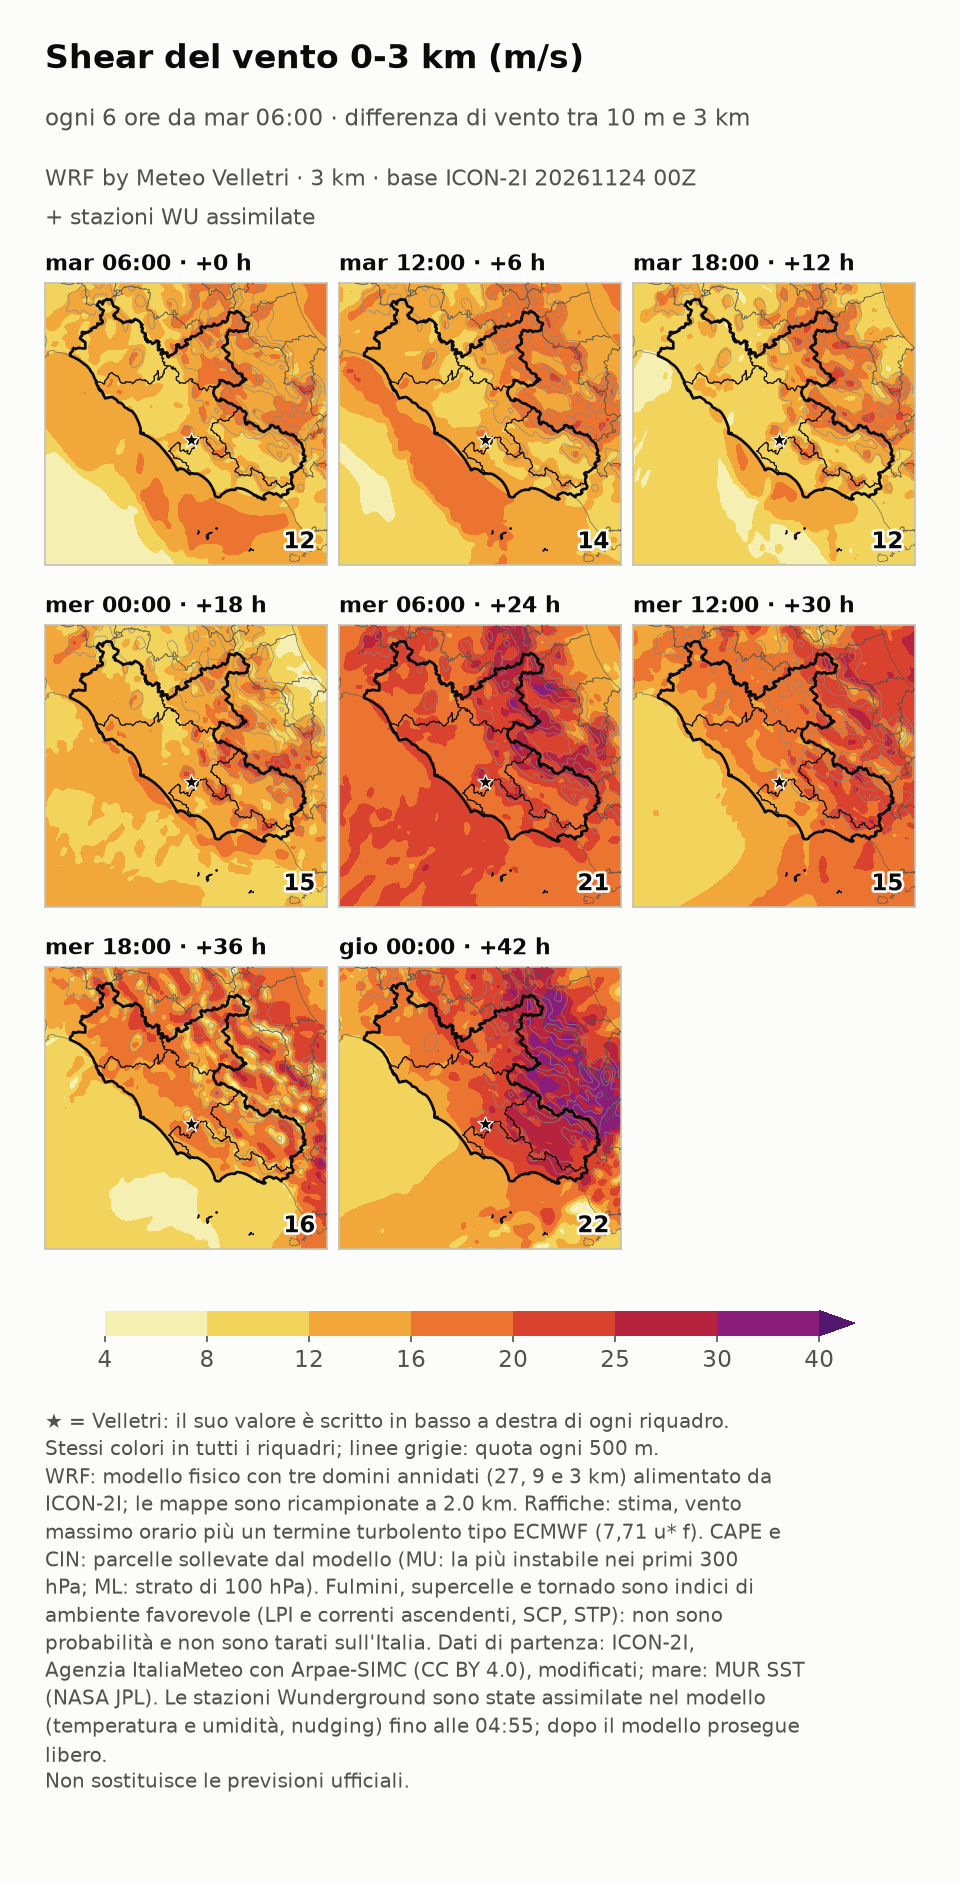 Shear del vento 0-3 km (m/s)
ogni 6 ore da mar 06:00 · differenza di vento tra 10 m e 3 km
WRF by Meteo Velletri · 3 km · base ICON-2I 20261124 00Z
+ stazioni WU assimilate
mar 06:00 · +0 h
mar 12:00 · +6 h
mar 18:00 · +12 h
12
14
12
mer 00:00 · +18 h
mer 06:00 · +24 h
mer 12:00 · +30 h
15
21
15
mer 18:00 · +36 h
gio 00:00 · +42 h
16
22
4 8 12 16 20 25 30 40
★ = Velletri: il suo valore è scritto in basso a destra di ogni riquadro.
Stessi colori in tutti i riquadri; linee grigie: quota ogni 500 m.
WRF: modello fisico con tre domini annidati (27, 9 e 3 km) alimentato da
ICON-2I; le mappe sono ricampionate a 2.0 km. Raffiche: stima, vento
massimo orario più un termine turbolento tipo ECMWF (7,71 u* f). CAPE e
CIN: parcelle sollevate dal modello (MU: la più instabile nei primi 300
hPa; ML: strato di 100 hPa). Fulmini, supercelle e tornado sono indici di
ambiente favorevole (LPI e correnti ascendenti, SCP, STP): non sono
probabilità e non sono tarati sull'Italia. Dati di partenza: ICON-2I,
Agenzia ItaliaMeteo con Arpae-SIMC (CC BY 4.0), modificati; mare: MUR SST
(NASA JPL). Le stazioni Wunderground sono state assimilate nel modello
(temperatura e umidità, nudging) fino alle 04:55; dopo il modello prosegue
libero.
Non sostituisce le previsioni ufficiali.